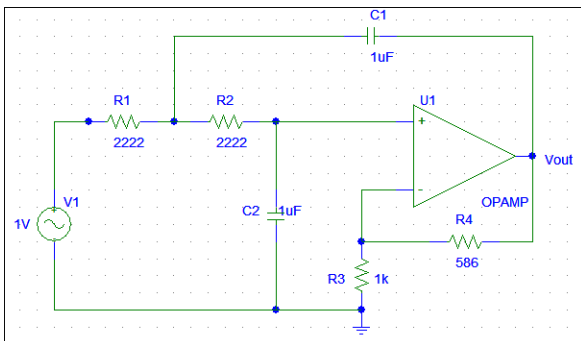 C1
1uF
R1
R2
U1
2222
2222
+
-
Vout
OPAMP
V1
1V
C2
1uF
R4
586
R3
1k